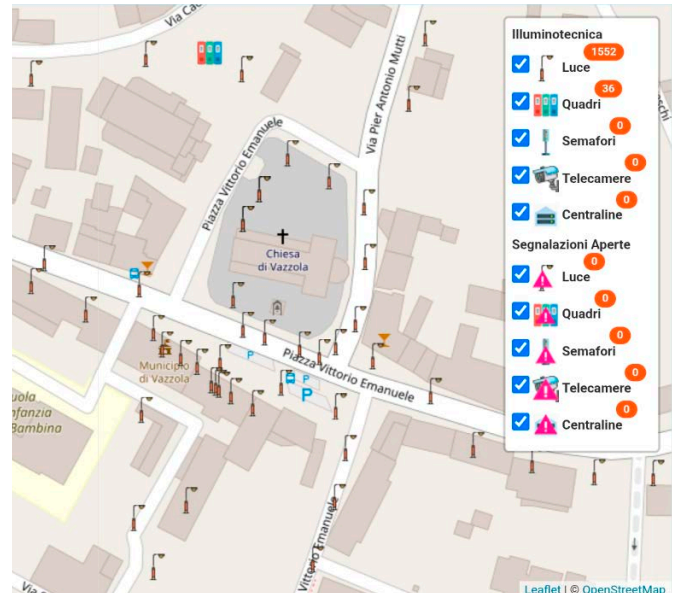 Via Ca
Via Pier Antonio Mutti
Piazza Vittorio Emanuele
Chiesa
di Vazzola
Municipio
di Vazzola
Piazza Vittorio Emanuele
P
P
P
uola
nfanzia
Bambina
Vittorio Emanuele
Via
Illuminotecnica
Luce 1552
Quadri 36
Semafori 0
Telecamere 0
Centraline 0
Segnalazioni Aperte
Luce 0
Quadri 0
Semafori 0
Telecamere 0
Centraline 0
Leaflet | © OpenStreetMap